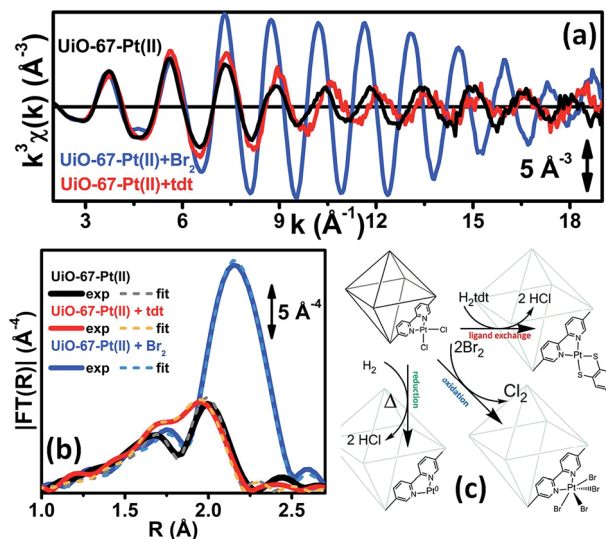 UiO-67-Pt(II)
(a)
k³χ(k) (Å⁻³)
UiO-67-Pt(II)+Br₂
UiO-67-Pt(II)+tdt
5 Å⁻³
3 6 9 12 15 18
k (Å⁻¹)
(b)
UiO-67-Pt(II)
exp fit
UiO-67-Pt(II) + tdt
exp fit
UiO-67-Pt(II) + Br₂
exp fit
5 Å⁻⁴
|FT(R)| (Å⁻⁴)
1.0 1.5 2.0 2.5
R (Å)
H₂tdt
2 HCl
ligand exchange
N
N
Pt
Cl
Cl
2Br₂
oxidation
Cl₂
H₂
reduction
Δ
2 HCl
N
N
Pt
S
S
N
N
Pt⁰
(c)
N
N
Pt
Br
Br
Br
Br